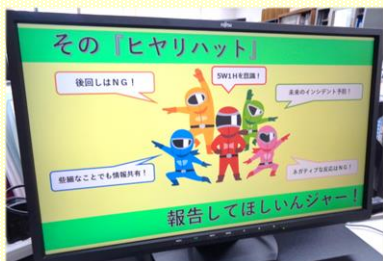 FUJITSU
その『ヒヤリハット』
後回しはNG！
5W1Hを意識！
未来のインシデント予防！
些細なことでも情報共有！
ネガティブな反応はNG！
報告してほしいんジャー！